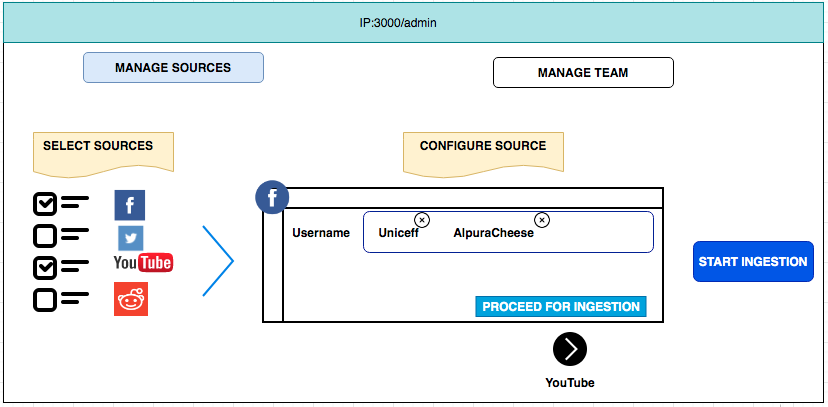 IP:3000/admin
MANAGE SOURCES
MANAGE TEAM
SELECT SOURCES
CONFIGURE SOURCE
f
f
YouTube
Username
Uniceff
AlpuraCheese
START INGESTION
PROCEED FOR INGESTION
YouTube